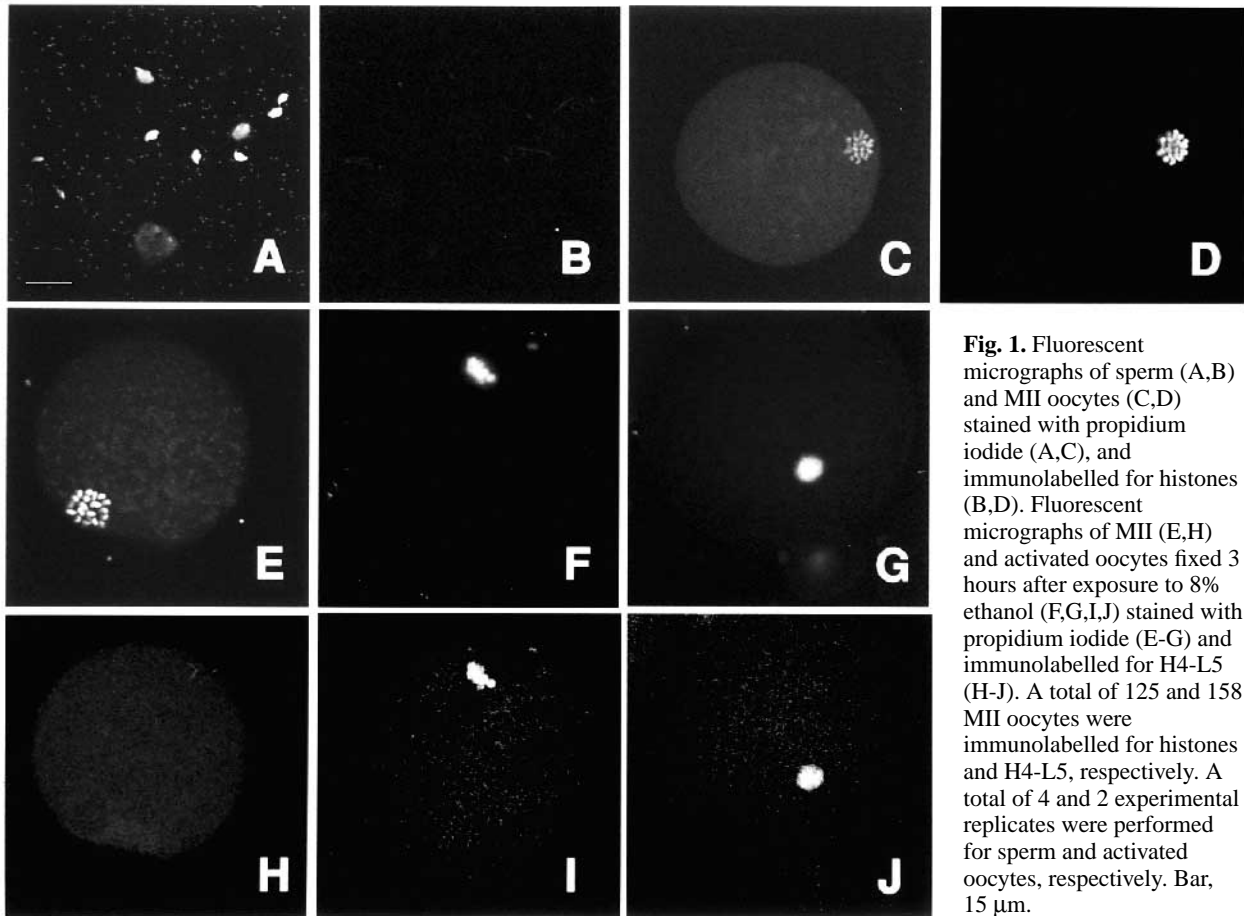 A
B
C
D
E
F
G
H
I
J
Fig. 1. Fluorescent
micrographs of sperm (A,B)
and MII oocytes (C,D)
stained with propidium
iodide (A,C), and
immunolabelled for histones
(B,D). Fluorescent
micrographs of MII (E,H)
and activated oocytes fixed 3
hours after exposure to 8%
ethanol (F,G,I,J) stained with
propidium iodide (E-G) and
immunolabelled for H4-L5
(H-J). A total of 125 and 158
MII oocytes were
immunolabelled for histones
and H4-L5, respectively. A
total of 4 and 2 experimental
replicates were performed
for sperm and activated
oocytes, respectively. Bar,
15 μm.